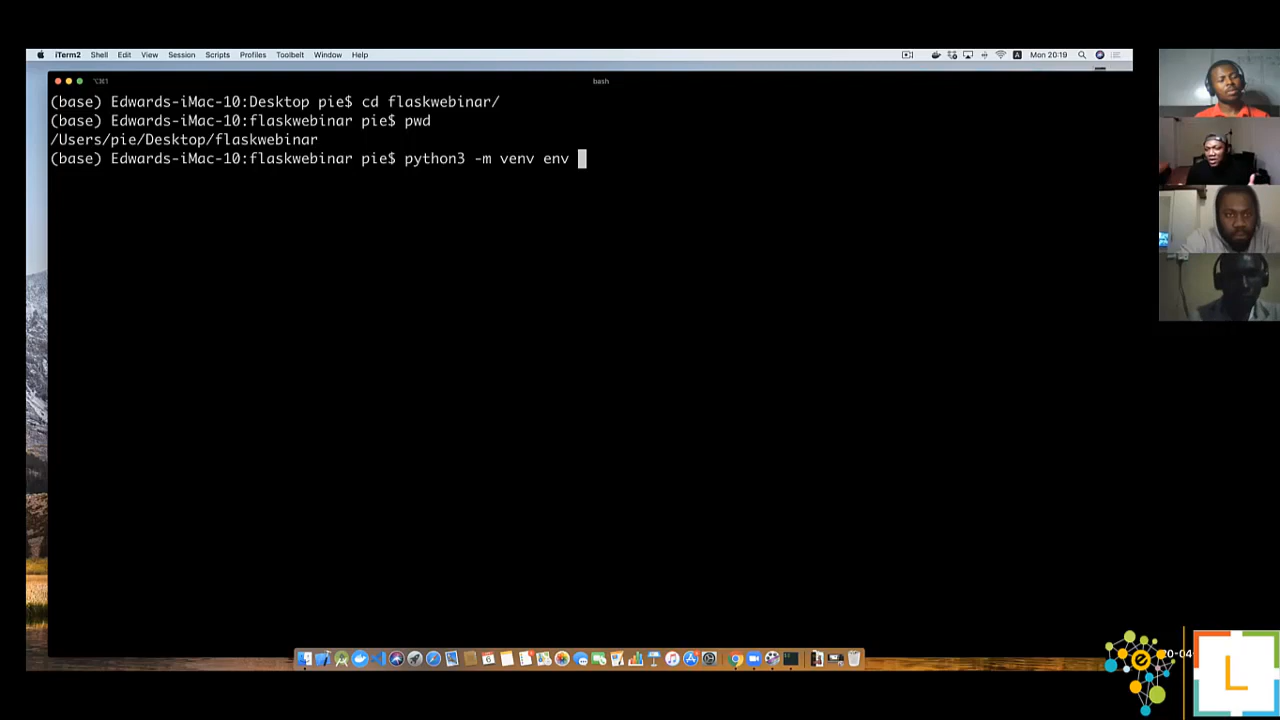 iTerm2 Shell Edit View Session Scripts Profiles Toolbelt Window Help
A Mon 20:19
⌥⌘1 bash
(base) Edwards-iMac-10:Desktop pie$ cd flaskwebinar/
(base) Edwards-iMac-10:flaskwebinar pie$ pwd
/Users/pie/Desktop/flaskwebinar
(base) Edwards-iMac-10:flaskwebinar pie$ python3 -m venv env
L